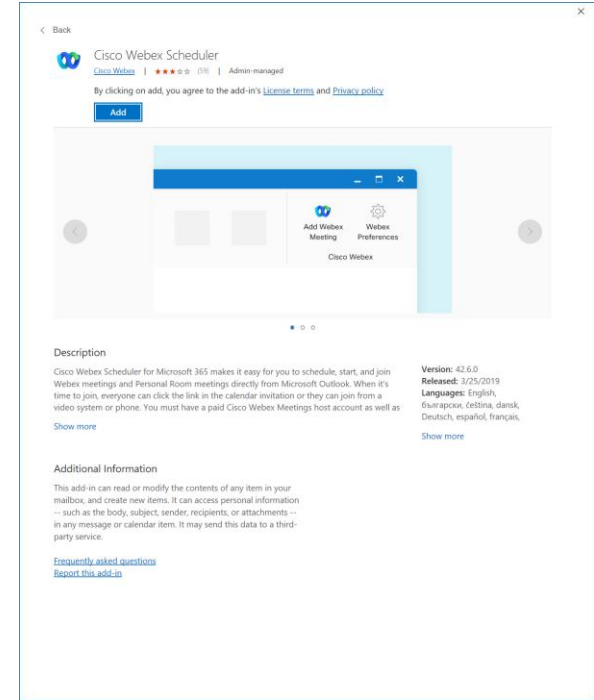 Back
Cisco Webex Scheduler
Cisco Webex | ★★★☆☆ (59) | Admin-managed
By clicking on add, you agree to the add-in's License terms and Privacy policy
Add
Add Webex Meeting
Webex Preferences
Cisco Webex
Description
Cisco Webex Scheduler for Microsoft 365 makes it easy for you to schedule, start, and join
Webex meetings and Personal Room meetings directly from Microsoft Outlook. When it's
time to join, everyone can click the link in the calendar invitation or they can join from a
video system or phone. You must have a paid Cisco Webex Meetings host account as well as
Show more
Version: 42.6.0
Released: 3/25/2019
Languages: English,
български, čeština, dansk,
Deutsch, español, français,
Show more
Additional Information
This add-in can read or modify the contents of any item in your
mailbox, and create new items. It can access personal information
-- such as the body, subject, sender, recipients, or attachments --
in any message or calendar item. It may send this data to a third-
party service.
Frequently asked questions
Report this add-in